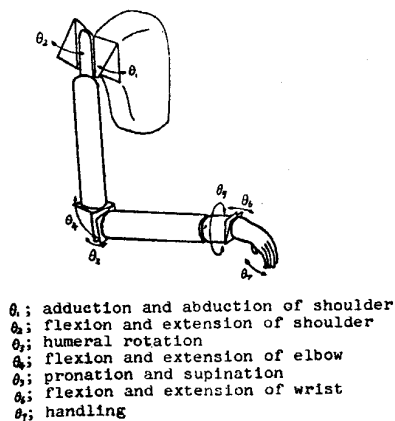 θ₂
θ₁
θ₅ θ₆
θ₄
θ₃
θ₇
θ₁; adduction and abduction of shoulder
θ₂; flexion and extension of shoulder
θ₃; humeral rotation
θ₄; flexion and extension of elbow
θ₅; pronation and supination
θ₆; flexion and extension of wrist
θ₇; handling